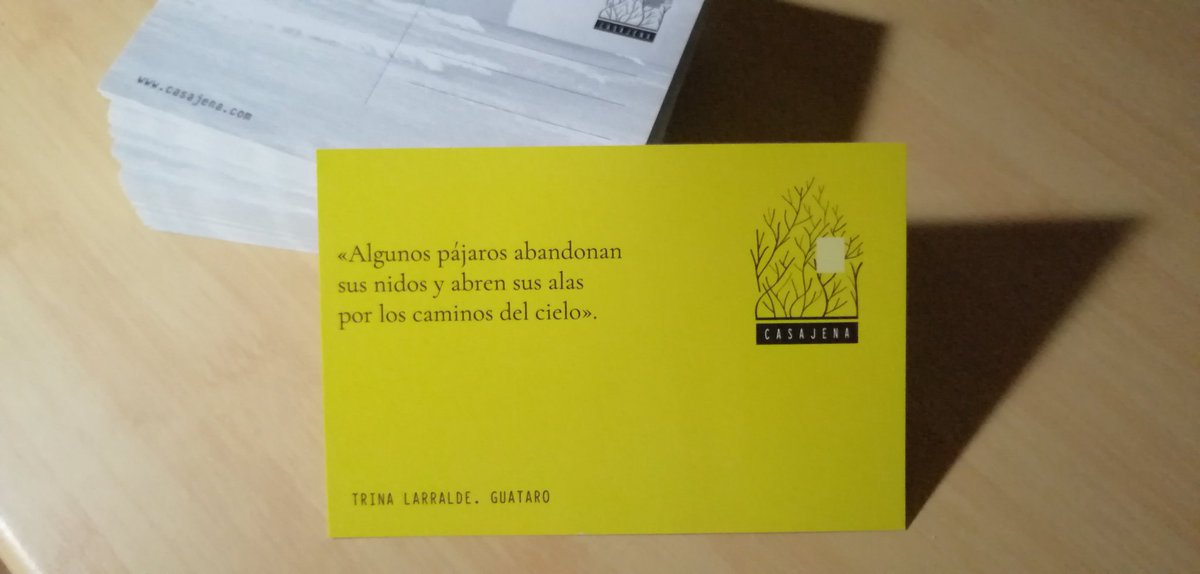 CASAJENA
www.casajena.com
«Algunos pájaros abandonan
sus nidos y abren sus alas
por los caminos del cielo».
CASAJENA
TRINA LARRALDE. GUATARO